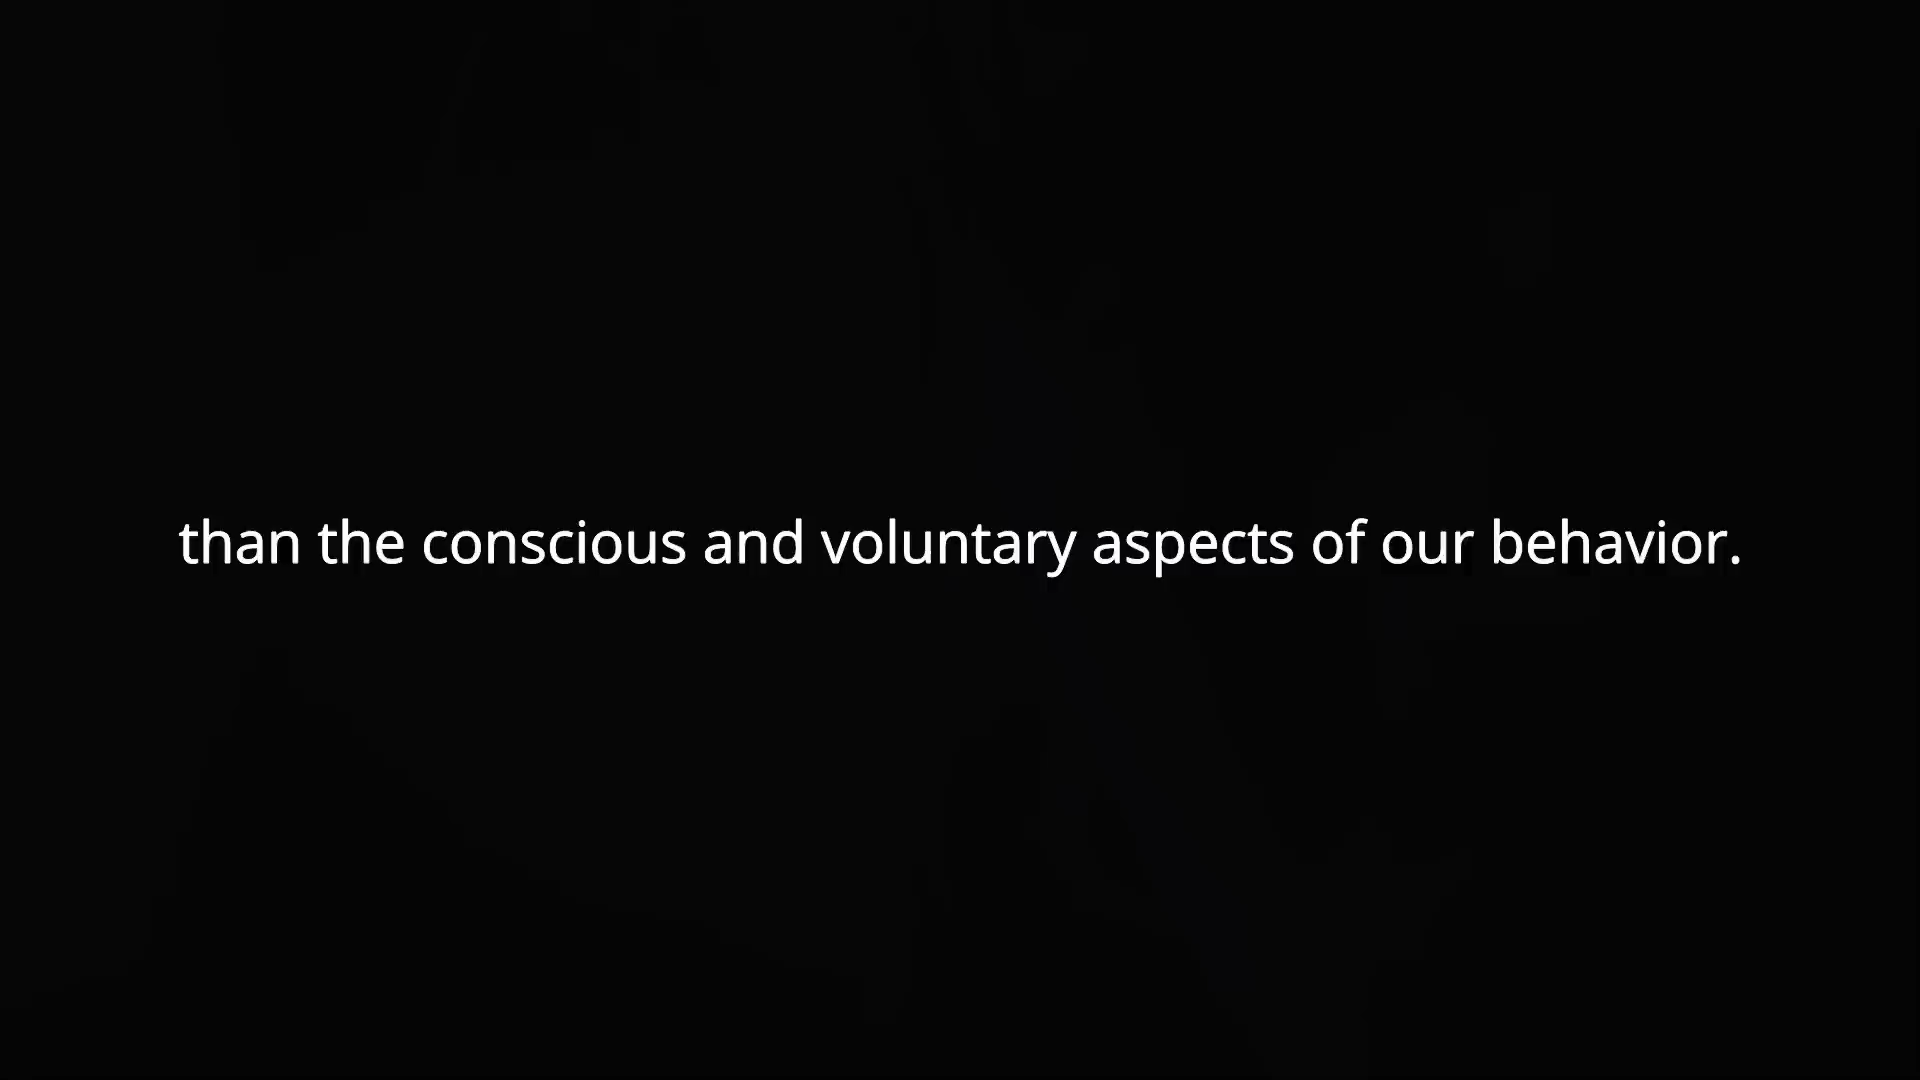 than the conscious and voluntary aspects of our behavior.